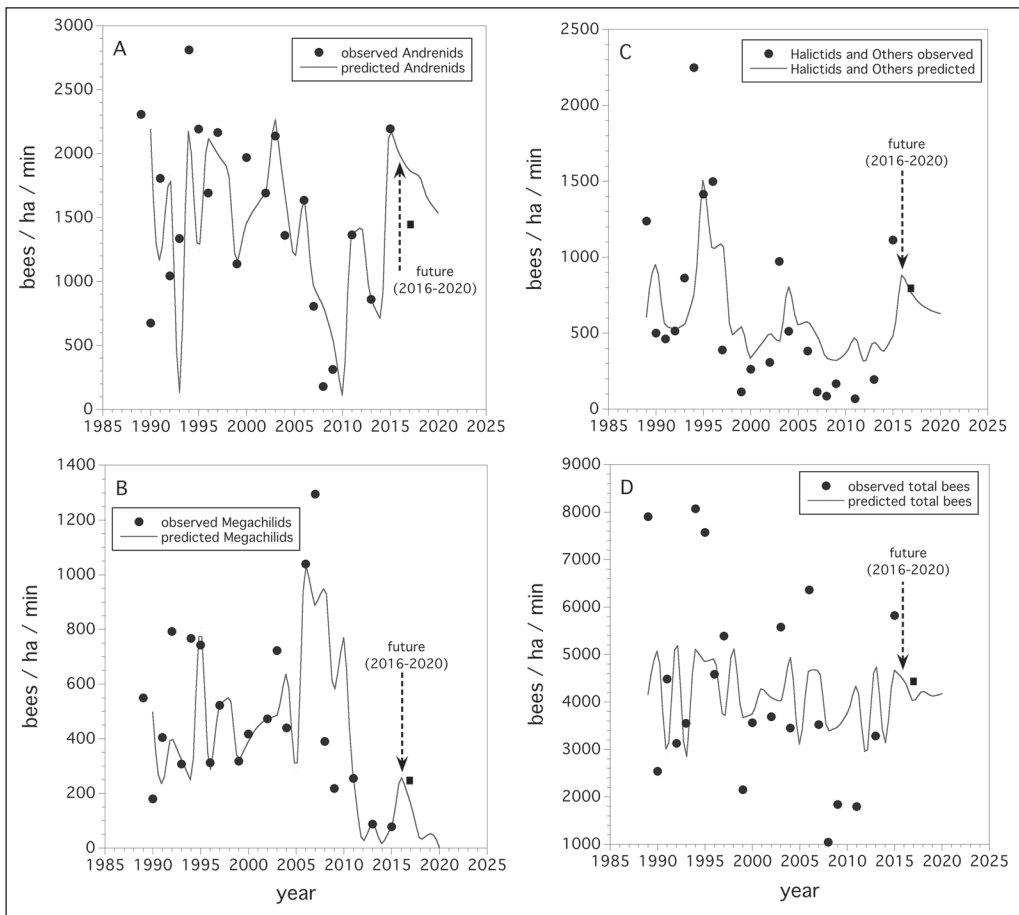 A
observed Andrenids
predicted Andrenids
3000
2500
2000
1500
1000
500
0
bees / ha / min
future
(2016-2020)
1985 1990 1995 2000 2005 2010 2015 2020 2025
C
Halictids and Others observed
Halictids and Others predicted
2500
2000
1500
1000
500
0
bees / ha / min
future
(2016-2020)
1985 1990 1995 2000 2005 2010 2015 2020 2025
B
observed Megachilids
predicted Megachilids
1400
1200
1000
800
600
400
200
0
bees / ha / min
future
(2016-2020)
1985 1990 1995 2000 2005 2010 2015 2020 2025
year
D
observed total bees
predicted total bees
9000
8000
7000
6000
5000
4000
3000
2000
1000
bees / ha / min
future
(2016-2020)
1985 1990 1995 2000 2005 2010 2015 2020 2025
year